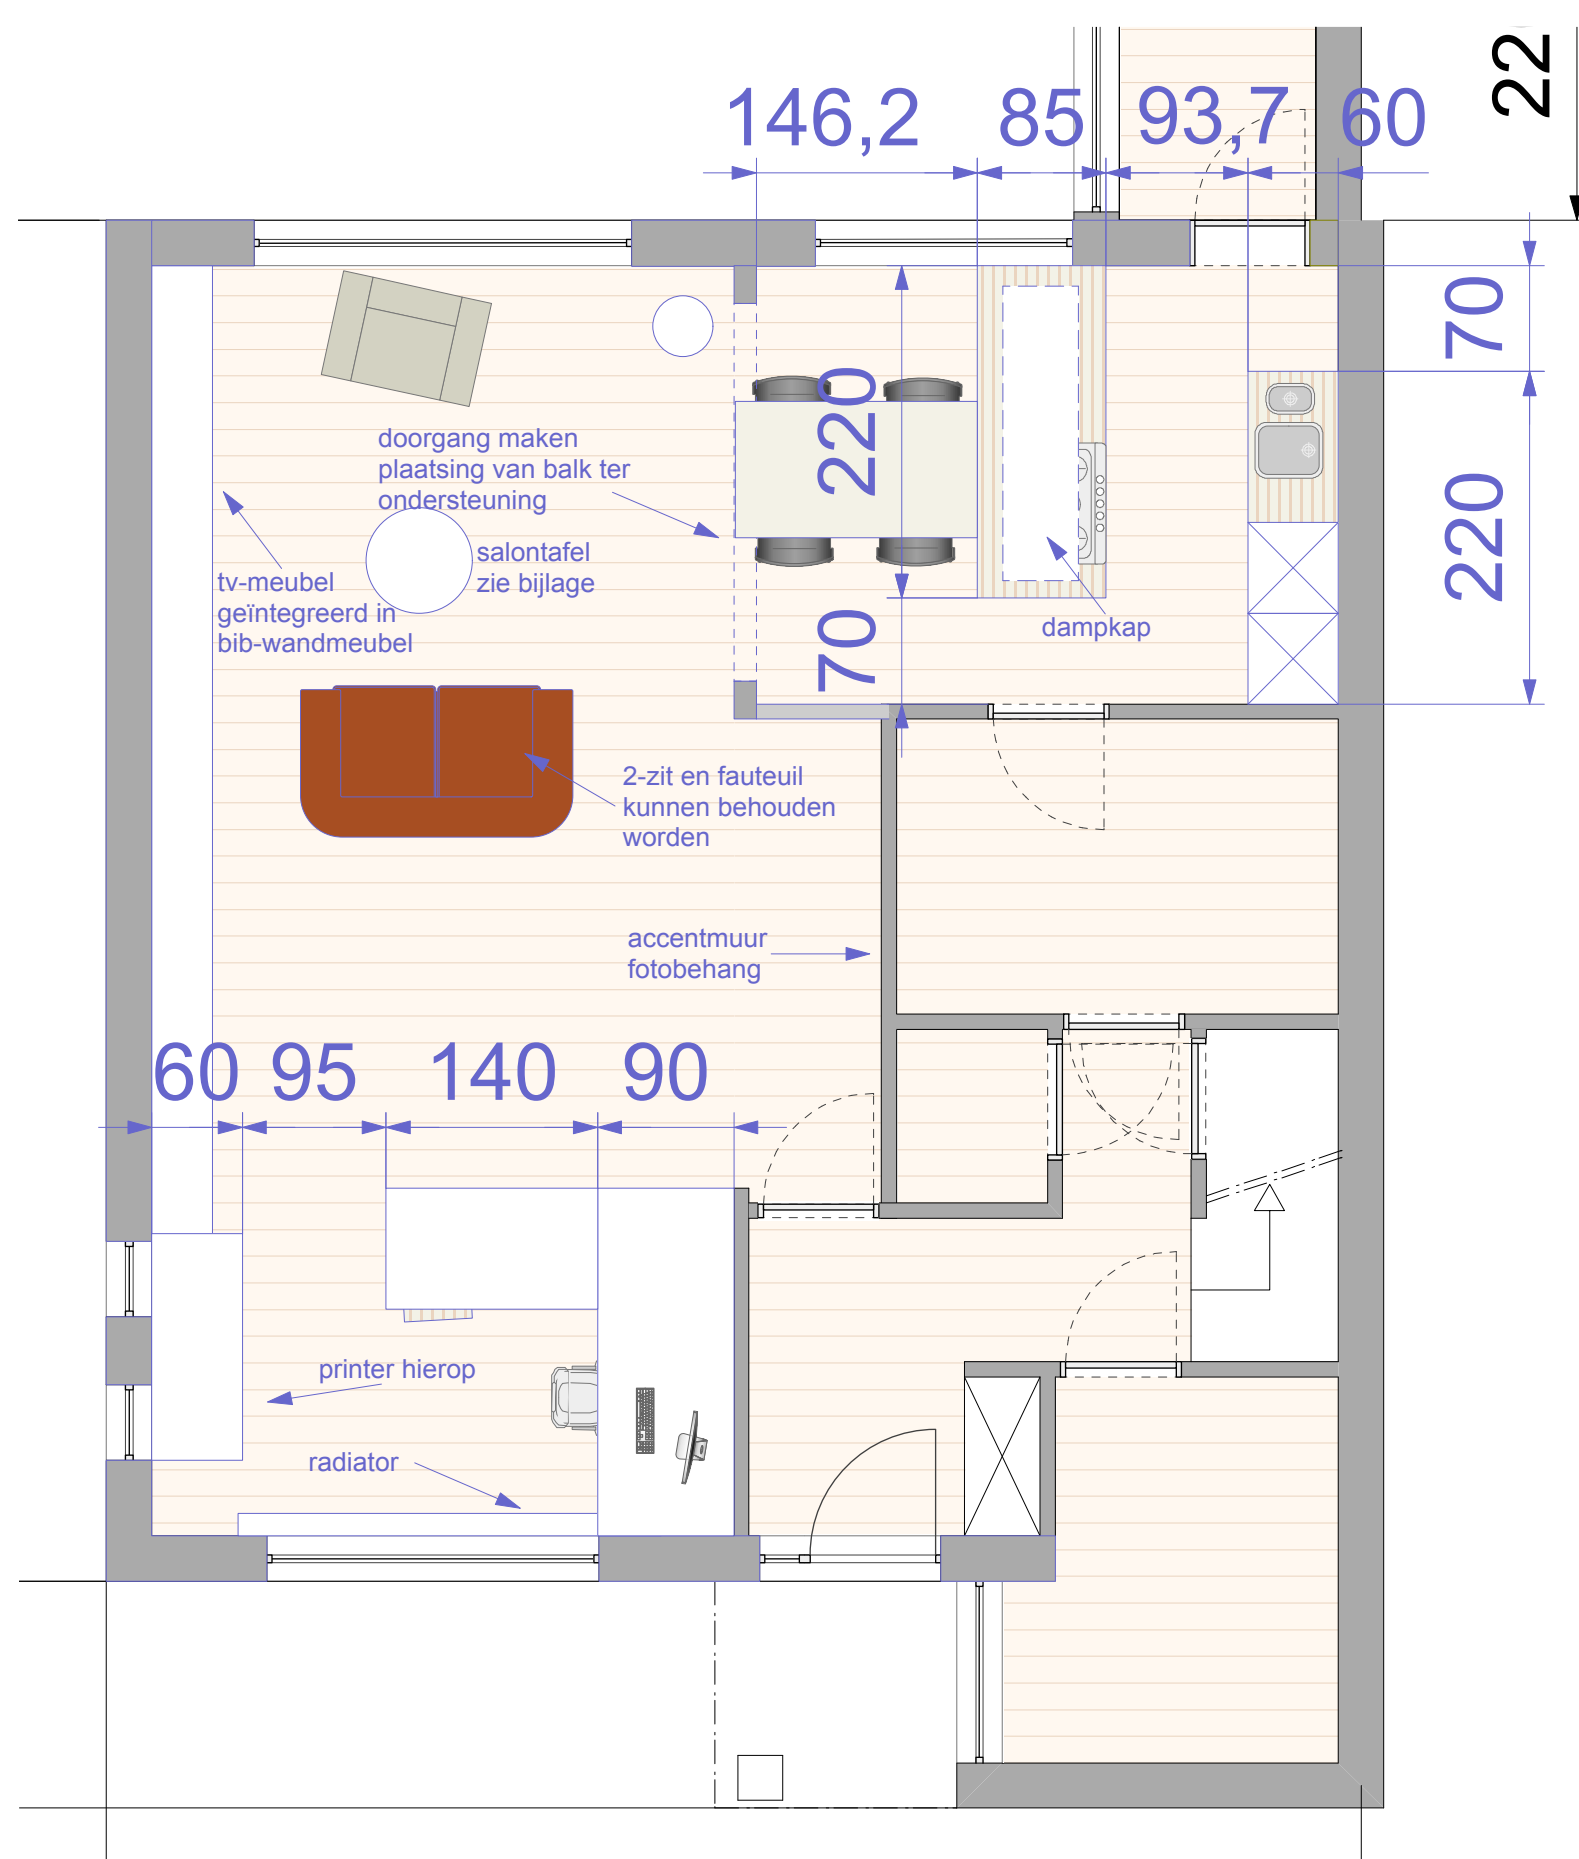 22
146,2 85 93,7 60
70
220
220
70
doorgang maken
plaatsing van balk ter
ondersteuning
salontafel
zie bijlage
tv-meubel
geïntegreerd in
bib-wandmeubel
dampkap
2-zit en fauteuil
kunnen behouden
worden
accentmuur
fotobehang
60 95 140 90
printer hierop
radiator